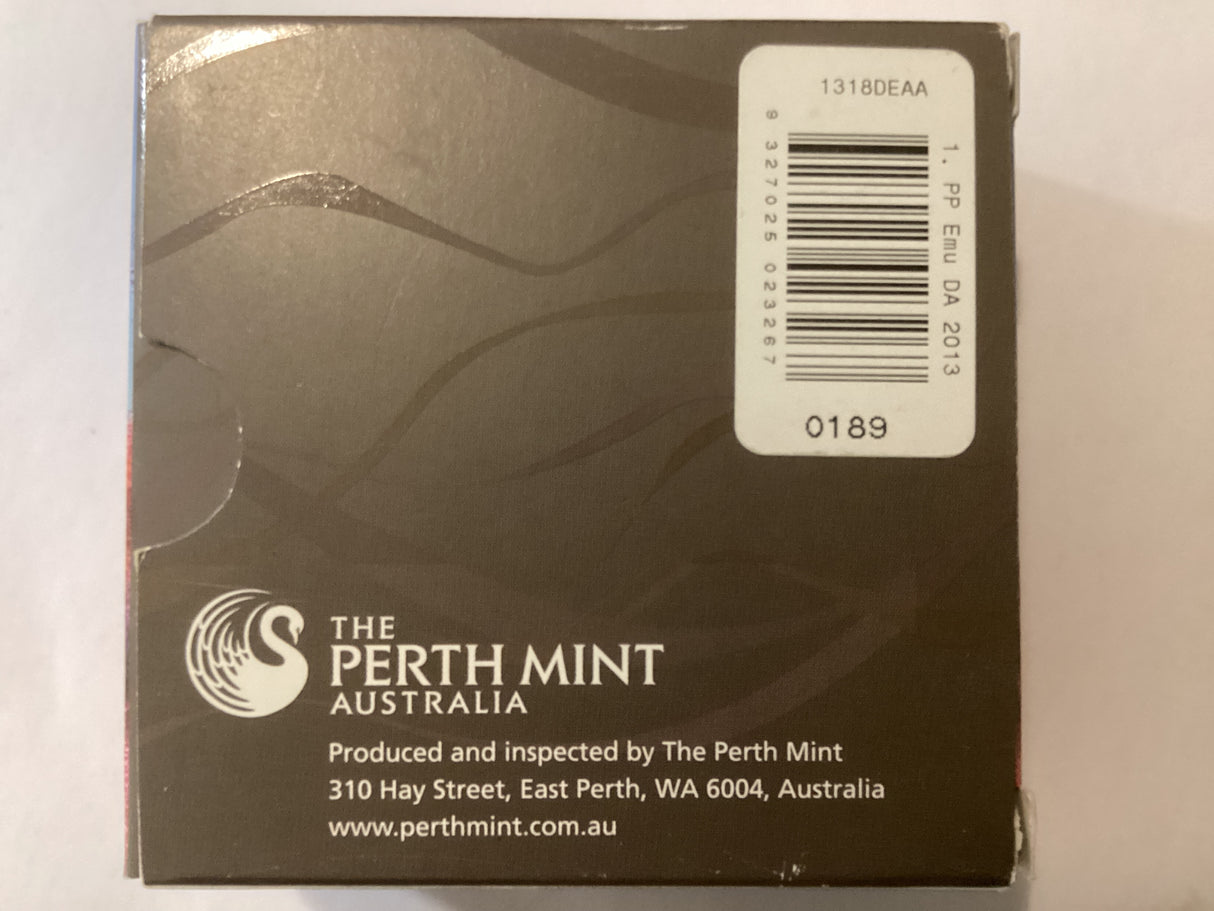 1318DEAA
9 327025 023267
1. PP Emu DA 2013
0189
THE
PERTH MINT
AUSTRALIA
Produced and inspected by The Perth Mint
310 Hay Street, East Perth, WA 6004, Australia
www.perthmint.com.au